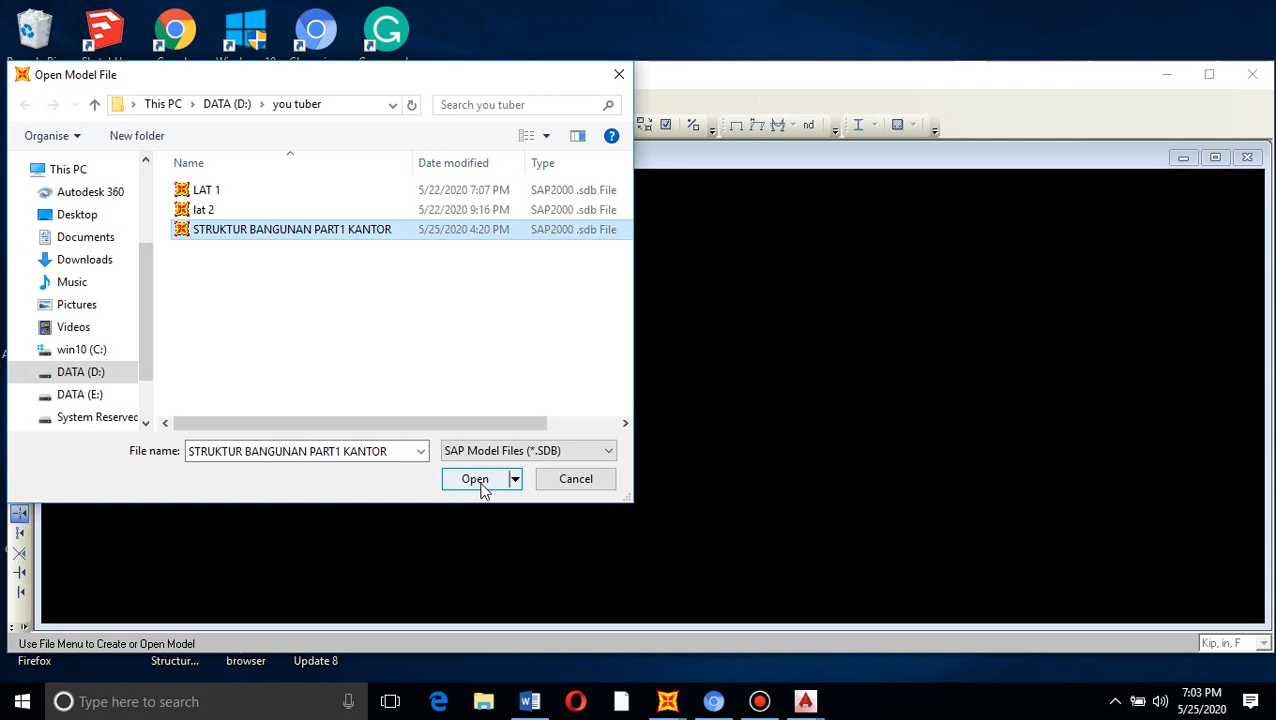 Open Model File
This PC
DATA (D:)
you tuber
Search you tuber
Organise
New folder
Name
Date modified
Type
This PC
Autodesk 360
Desktop
Documents
Downloads
Music
Pictures
Videos
win10 (C:)
DATA (D:)
DATA (E:)
System Reserved
LAT 1 5/22/2020 7:07 PM SAP2000 .sdb File
lat 2 5/22/2020 9:16 PM SAP2000 .sdb File
STRUKTUR BANGUNAN PART1 KANTOR 5/25/2020 4:20 PM SAP2000 .sdb File
File name: STRUKTUR BANGUNAN PART1 KANTOR SAP Model Files (*.SDB)
Open
Cancel
nd
Use File Menu to Create or Open Model
Kip, in, F
Firefox
Structur...
browser
Update 8
Type here to search
7:03 PM
5/25/2020